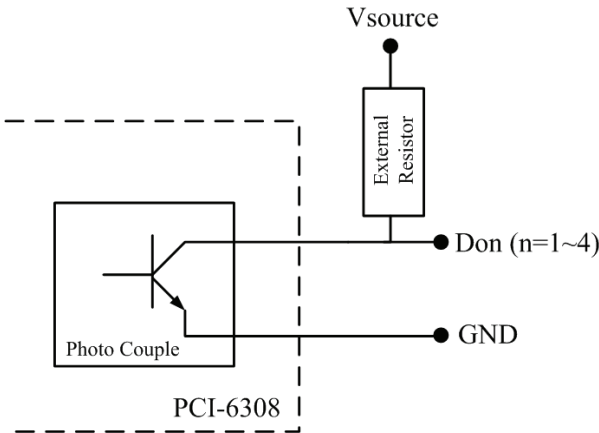 Vsource
External
Resistor
Don (n=1~4)
GND
Photo Couple
PCI-6308